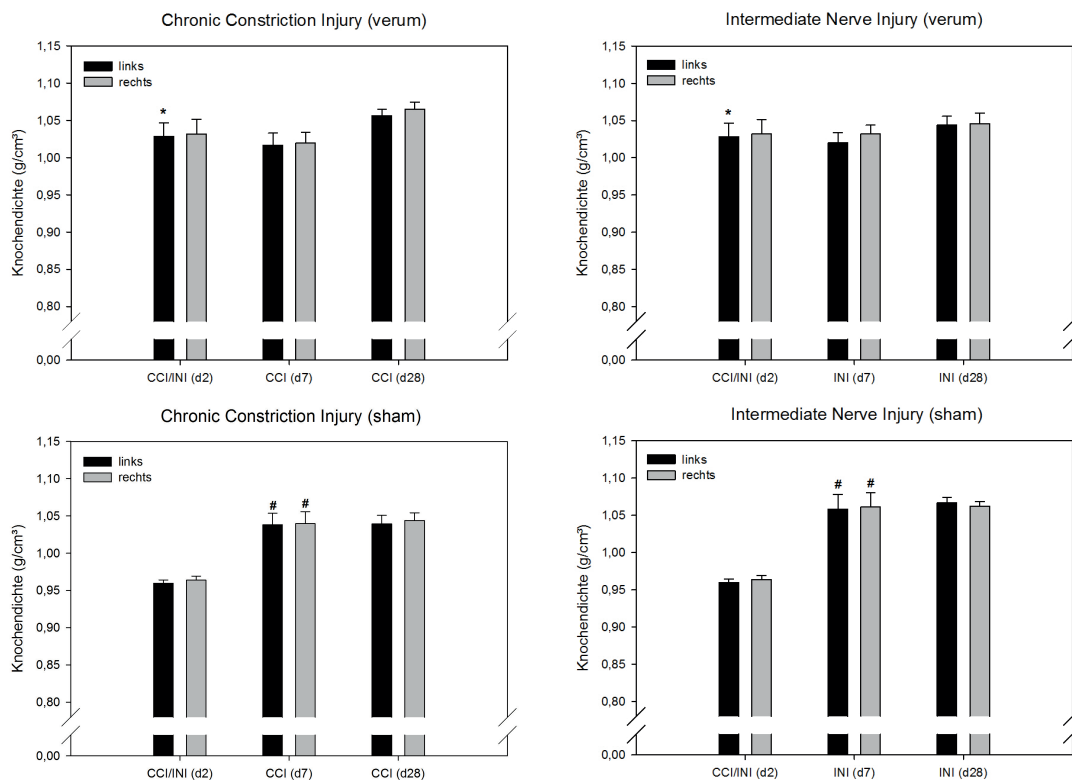 Chronic Constriction Injury (verum)
1,15
1,10
1,05
1,00
0,95
0,90
0,85
0,80
0,00
Knochendichte (g/cm³)
links
rechts
*
CCI/INI (d2)
CCI (d7)
CCI (d28)
Intermediate Nerve Injury (verum)
1,15
1,10
1,05
1,00
0,95
0,90
0,85
0,80
0,00
Knochendichte (g/cm³)
links
rechts
*
CCI/INI (d2)
INI (d7)
INI (d28)
Chronic Constriction Injury (sham)
1,15
1,10
1,05
1,00
0,95
0,90
0,85
0,80
0,00
Knochendichte (g/cm³)
links
rechts
# #
CCI/INI (d2)
CCI (d7)
CCI (d28)
Intermediate Nerve Injury (sham)
1,15
1,10
1,05
1,00
0,95
0,90
0,85
0,80
0,00
Knochendichte (g/cm³)
links
rechts
# #
CCI/INI (d2)
INI (d7)
INI (d28)